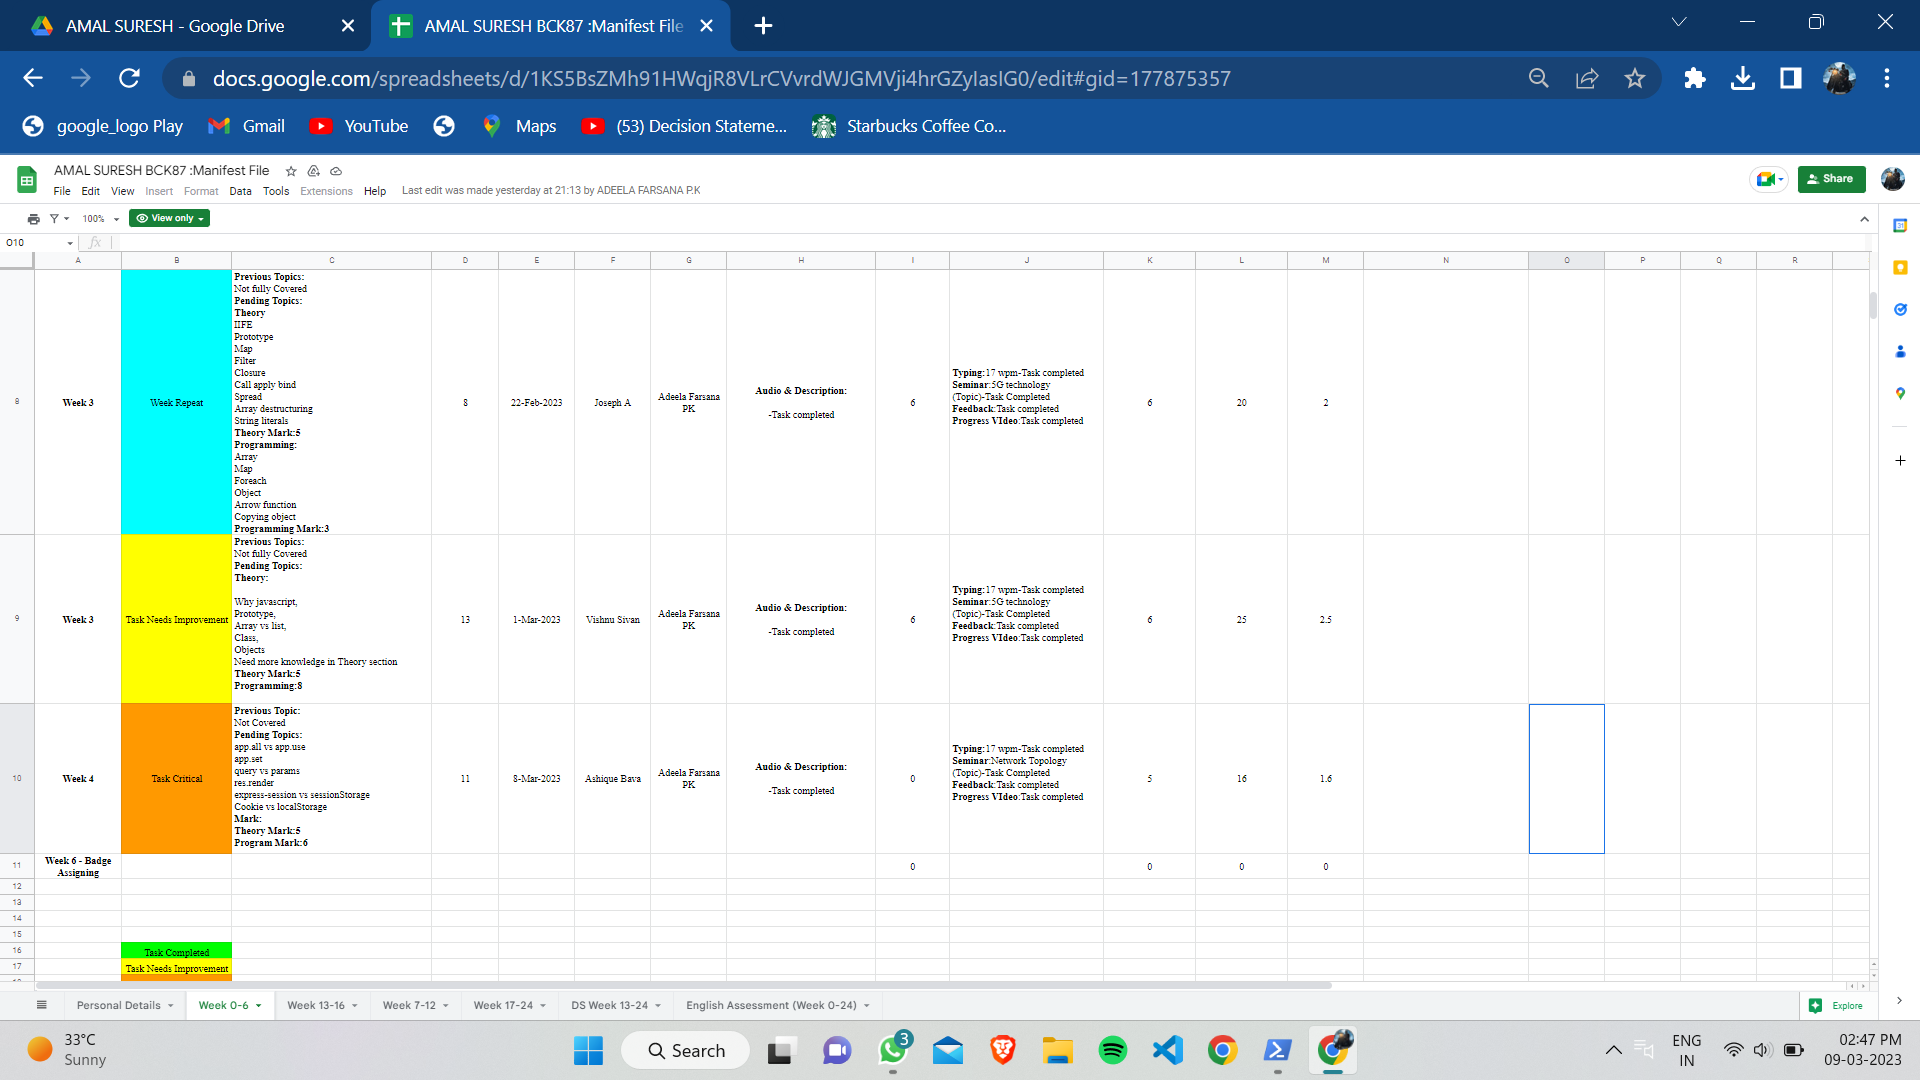 AMAL SURESH - Google Drive
AMAL SURESH BCK87 :Manifest File
docs.google.com/spreadsheets/d/1KS5BsZMh91HWqjR8VLrCVvrdWJGMVji4hrGZyIasIG0/edit#gid=177875357
google_logo Play
Gmail
YouTube
Maps
(53) Decision Stateme...
Starbucks Coffee Co...
AMAL SURESH BCK87 :Manifest File
File Edit View Insert Format Data Tools Extensions Help Last edit was made yesterday at 21:13 by ADEELA FARSANA P.K
Share
100% View only
O10
fx
A B C D E F G H I J K L M N O P Q R
8
Week 3
Week Repeat
Previous Topics:
Not fully Covered
Pending Topics:
Theory
IIFE
Prototype
Map
Filter
Closure
Call apply bind
Spread
Array destructuring
String literals
Theory Mark:5
Programming:
Array
Map
Foreach
Object
Arrow function
Copying object
Programming Mark:3
8
22-Feb-2023
Joseph A
Adeela Farsana
PK
Audio & Description:
-Task completed
6
Typing:17 wpm-Task completed
Seminar:5G technology
(Topic)-Task Completed
Feedback:Task completed
Progress VIdeo:Task completed
6
20
2
9
Week 3
Task Needs Improvement
Previous Topics:
Not fully Covered
Pending Topics:
Theory:
Why javascript,
Prototype,
Array vs list,
Class,
Objects
Need more knowledge in Theory section
Theory Mark:5
Programming:8
13
1-Mar-2023
Vishnu Sivan
Adeela Farsana
PK
Audio & Description:
-Task completed
6
Typing:17 wpm-Task completed
Seminar:5G technology
(Topic)-Task Completed
Feedback:Task completed
Progress VIdeo:Task completed
6
25
2.5
10
Week 4
Task Critical
Previous Topic:
Not Covered
Pending Topics:
app.all vs app.use
app.set
query vs params
res.render
express-session vs sessionStorage
Cookie vs localStorage
Mark:
Theory Mark:5
Program Mark:6
11
8-Mar-2023
Ashique Bava
Adeela Farsana
PK
Audio & Description:
-Task completed
0
Typing:17 wpm-Task completed
Seminar:Network Topology
(Topic)-Task Completed
Feedback:Task completed
Progress VIdeo:Task completed
5
16
1.6
11
Week 6 - Badge
Assigning
0
0
0
0
12
13
14
15
16
Task Completed
17
Task Needs Improvement
Personal Details
Week 0-6
Week 13-16
Week 7-12
Week 17-24
DS Week 13-24
English Assessment (Week 0-24)
Explore
33°C
Sunny
Search
3
ENG
IN
02:47 PM
09-03-2023